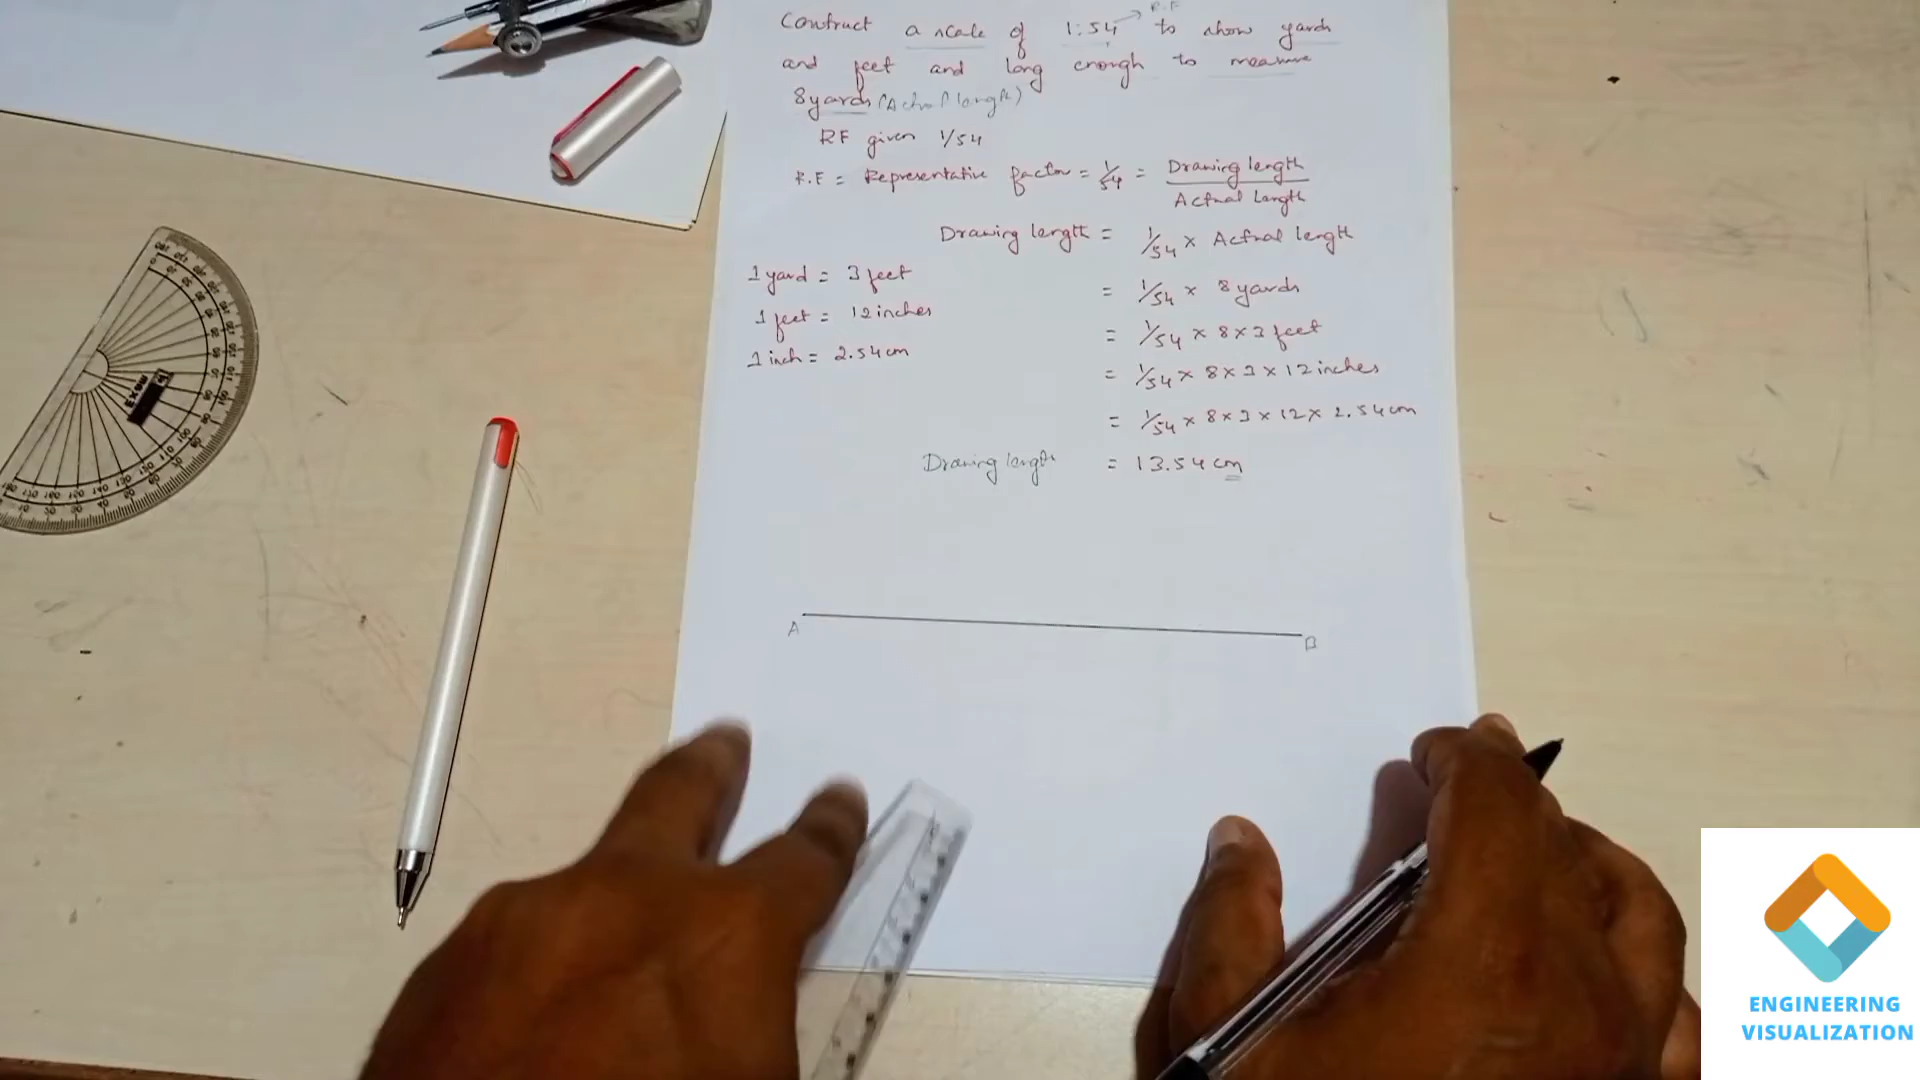 Construct a scale of 1:54 → R.F to show yards
and feet and long enough to measure
8 yards (Actual length)
RF given 1/54
R.F = Representative factor = 1/54 = Drawing length / Actual Length
Drawing length = 1/54 × Actual length
1 yard = 3 feet
= 1/54 × 8 yards
1 feet = 12 inches
= 1/54 × 8 × 3 feet
1 inch = 2.54 cm
= 1/54 × 8 × 3 × 12 inches
= 1/54 × 8 × 3 × 12 × 2.54 cm
Drawing length = 13.54 cm
A B
ENGINEERING
VISUALIZATION